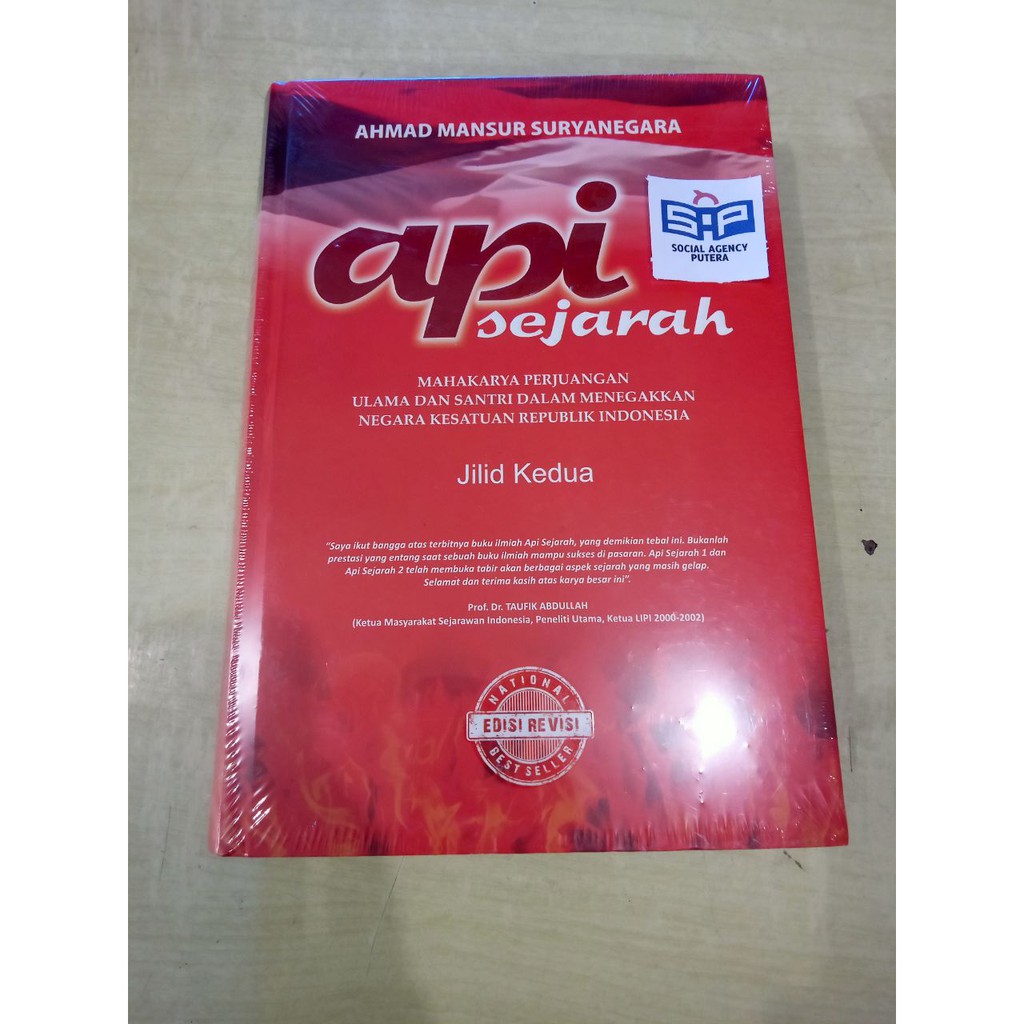 AHMAD MANSUR SURYANEGARA
api
sejarah
SAP
SOCIAL AGENCY
PUTERA
MAHAKARYA PERJUANGAN
ULAMA DAN SANTRI DALAM MENEGAKKAN
NEGARA KESATUAN REPUBLIK INDONESIA
Jilid Kedua
"Saya ikut bangga atas terbitnya buku ilmiah Api Sejarah, yang demikian tebal ini. Bukanlah
prestasi yang entang saat sebuah buku ilmiah mampu sukses di pasaran. Api Sejarah 1 dan
Api Sejarah 2 telah membuka tabir akan berbagai aspek sejarah yang masih gelap.
Selamat dan terima kasih atas karya besar ini".
Prof. Dr. TAUFIK ABDULLAH
(Ketua Masyarakat Sejarawan Indonesia, Peneliti Utama, Ketua LIPI 2000-2002)
NATIONAL
EDISI REVISI
BEST SELLER